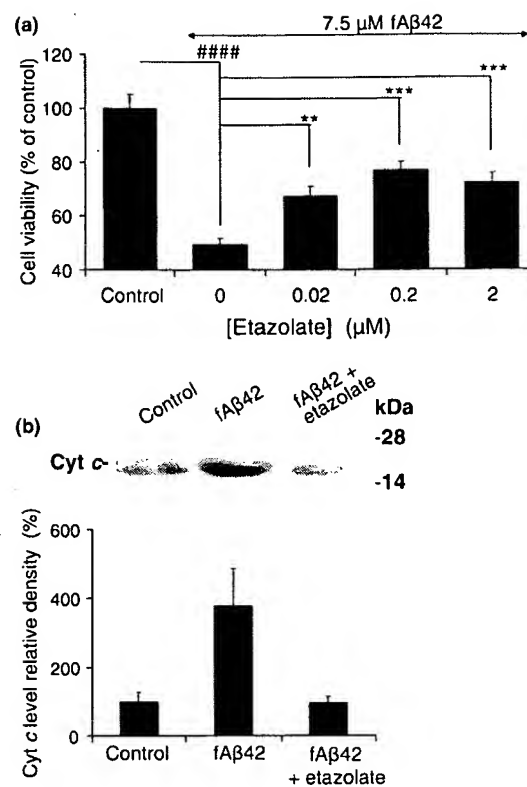 (a)
7.5 µM fAβ42
####
***
***
**
Cell viability (% of control)
120
100
80
60
40
Control
0
0.02
0.2
2
[Etazolate] (µM)
(b)
Control
fAβ42
fAβ42 +
etazolate
kDa
-28
Cyt c-
-14
Cyt c level relative density (%)
600
400
200
0
Control
fAβ42
fAβ42
+ etazolate